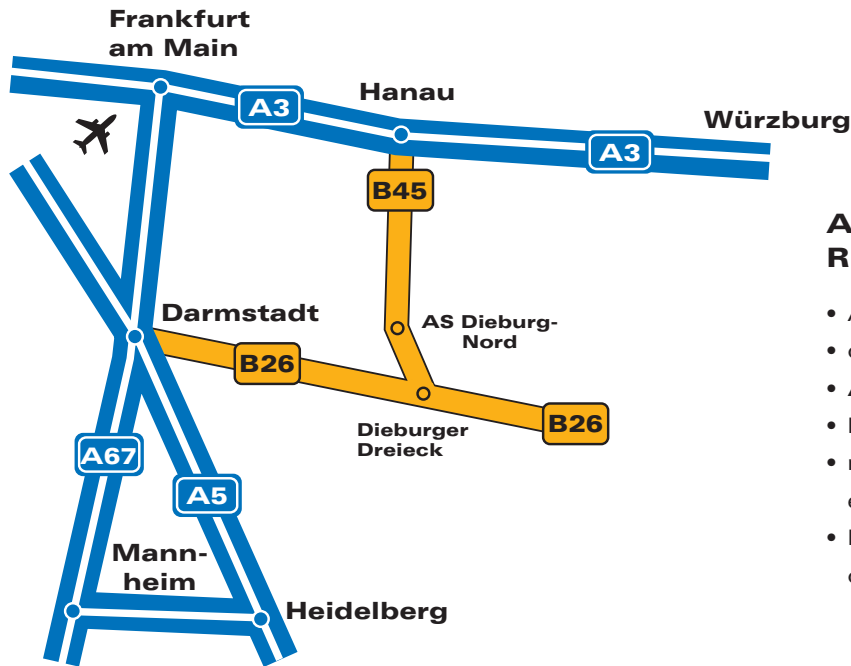 Frankfurt
am Main
A3
Hanau
Würzburg
A3
B45
Darmstadt
AS Dieburg-
Nord
B26
Dieburger
Dreieck
B26
A67
A5
Mann-
heim
Heidelberg